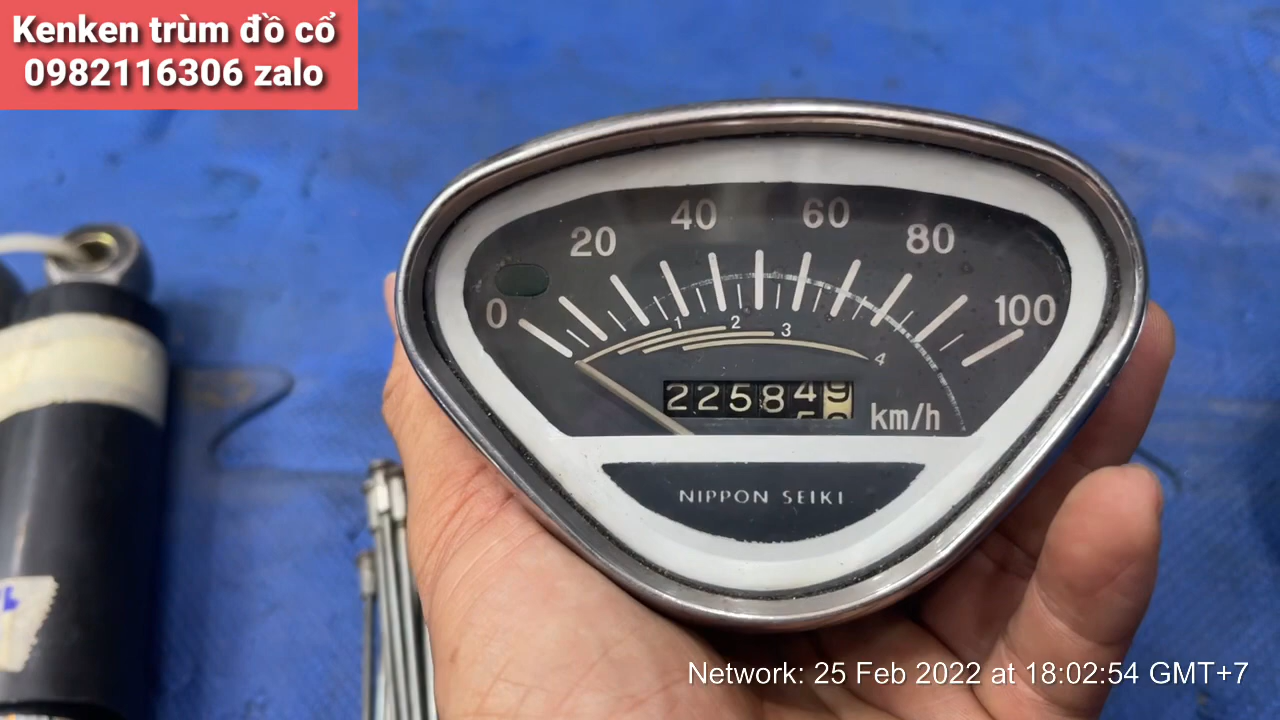 Kenken trùm đồ cổ
0982116306 zalo
0 20 40 60 80 100
1 2 3 4
225849
km/h
NIPPON SEIKI
Network: 25 Feb 2022 at 18:02:54 GMT+7